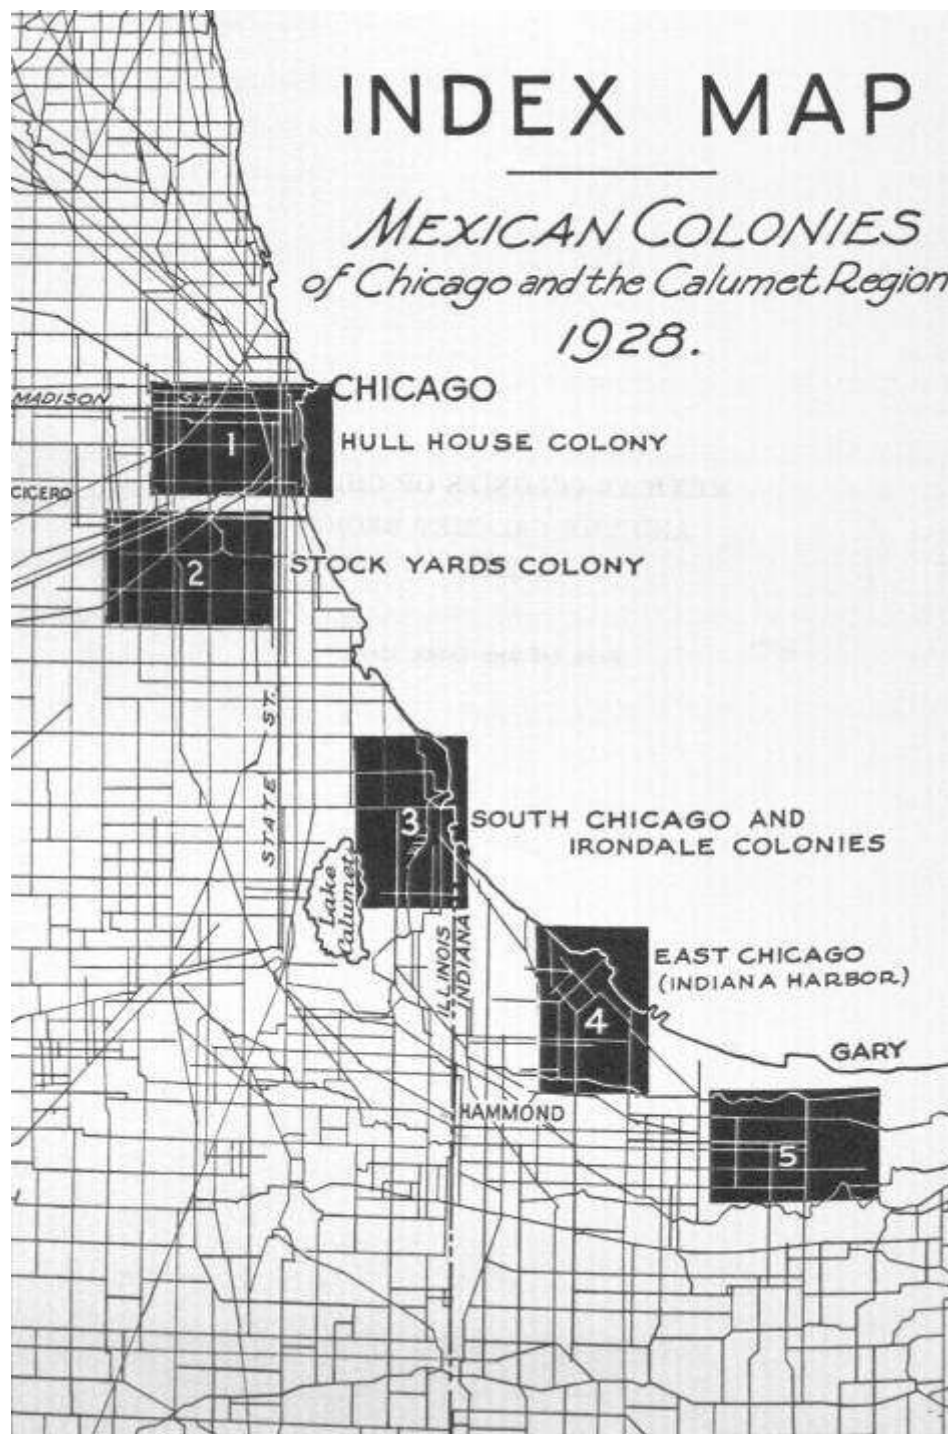 INDEX MAP
MEXICAN COLONIES
of Chicago and the Calumet Region
1928.
CHICAGO
MADISON ST.
1
HULL HOUSE COLONY
CICERO
2
STOCK YARDS COLONY
STATE ST.
3
SOUTH CHICAGO AND
IRONDALE COLONIES
Lake
Calumet
ILLINOIS
INDIANA
EAST CHICAGO
(INDIANA HARBOR)
4
GARY
HAMMOND
5